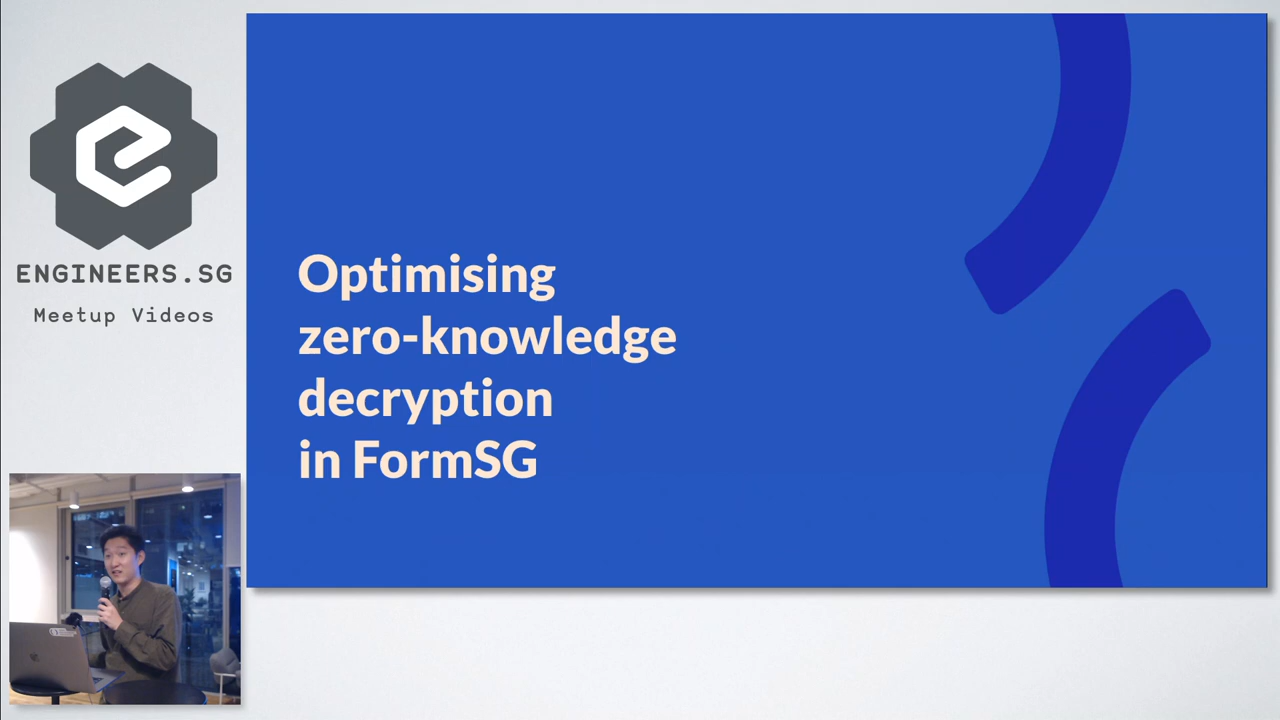 ENGINEERS.SG
Meetup Videos
Optimising
zero-knowledge
decryption
in FormSG